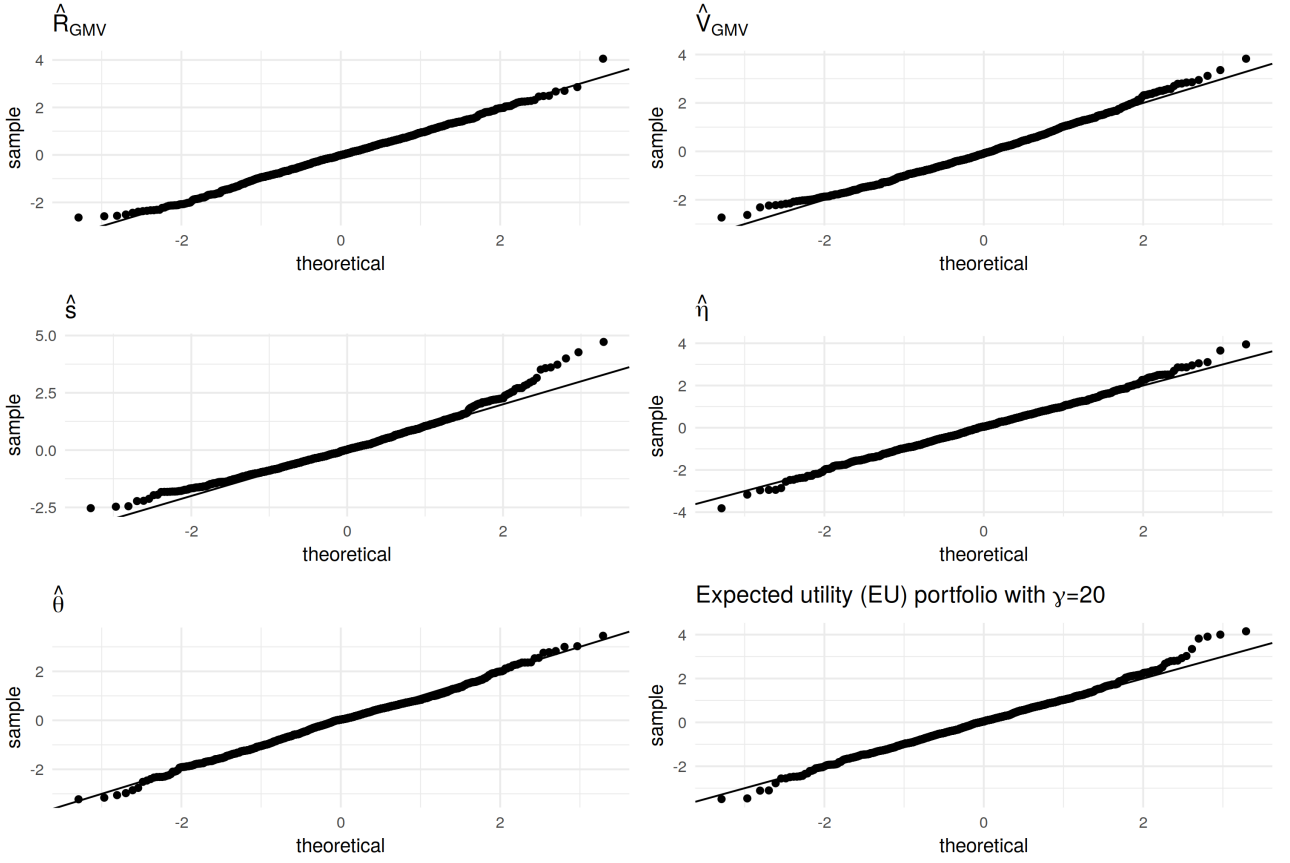 R̂GMV
4
2
0
-2
sample
-2 0 2
theoretical
V̂GMV
4
2
0
-2
sample
-2 0 2
theoretical
ŝ
5.0
2.5
0.0
-2.5
sample
-2 0 2
theoretical
η̂
4
2
0
-2
-4
sample
-2 0 2
theoretical
θ̂
2
0
-2
sample
-2 0 2
theoretical
Expected utility (EU) portfolio with γ=20
4
2
0
-2
sample
-2 0 2
theoretical